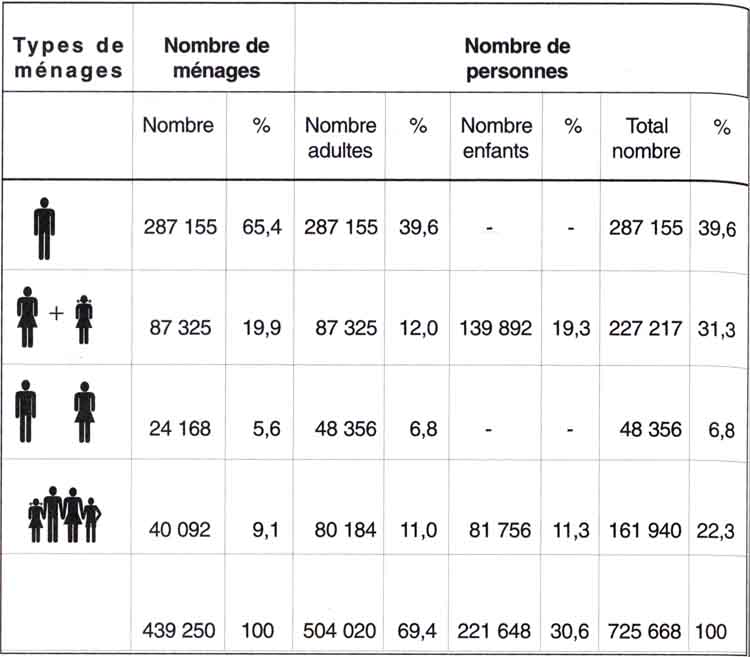 Types de ménages Nombre de ménages Nombre de personnes
Nombre % Nombre adultes % Nombre enfants % Total nombre %
287 155 65,4 287 155 39,6 - - 287 155 39,6
+ 87 325 19,9 87 325 12,0 139 892 19,3 227 217 31,3
24 168 5,6 48 356 6,8 - - 48 356 6,8
40 092 9,1 80 184 11,0 81 756 11,3 161 940 22,3
439 250 100 504 020 69,4 221 648 30,6 725 668 100